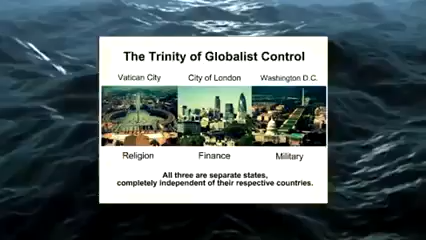 The Trinity of Globalist Control
Vatican City City of London Washington D.C.
Religion Finance Military
All three are separate states,
completely independent of their respective countries.